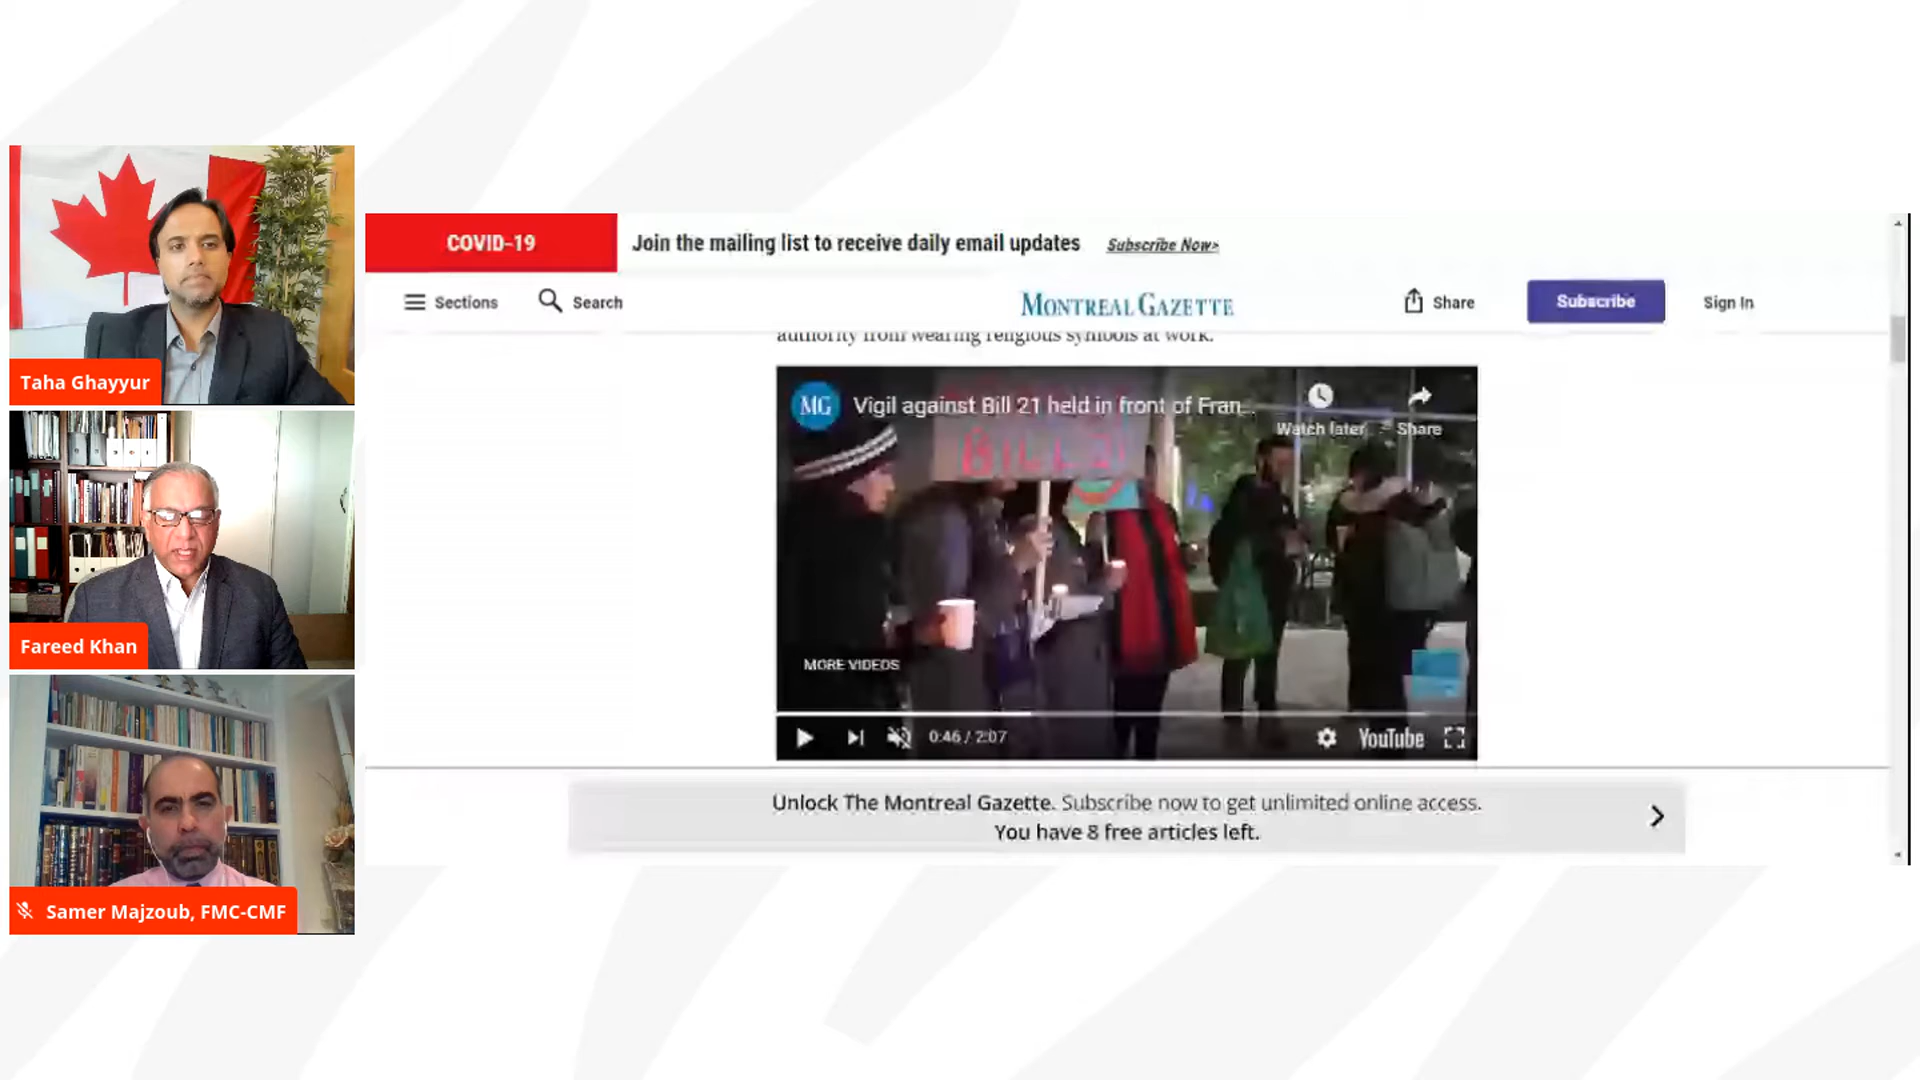 Taha Ghayyur
Fareed Khan
Samer Majzoub, FMC-CMF
COVID-19
Join the mailing list to receive daily email updates
Subscribe Now>
Sections
Search
MONTREAL GAZETTE
Share
Subscribe
Sign In
authority from wearing religious symbols at work.
MG
Vigil against Bill 21 held in front of Fran...
Watch later
Share
BILL 21
MORE VIDEOS
0:46 / 2:07
YouTube
Unlock The Montreal Gazette. Subscribe now to get unlimited online access.
You have 8 free articles left.